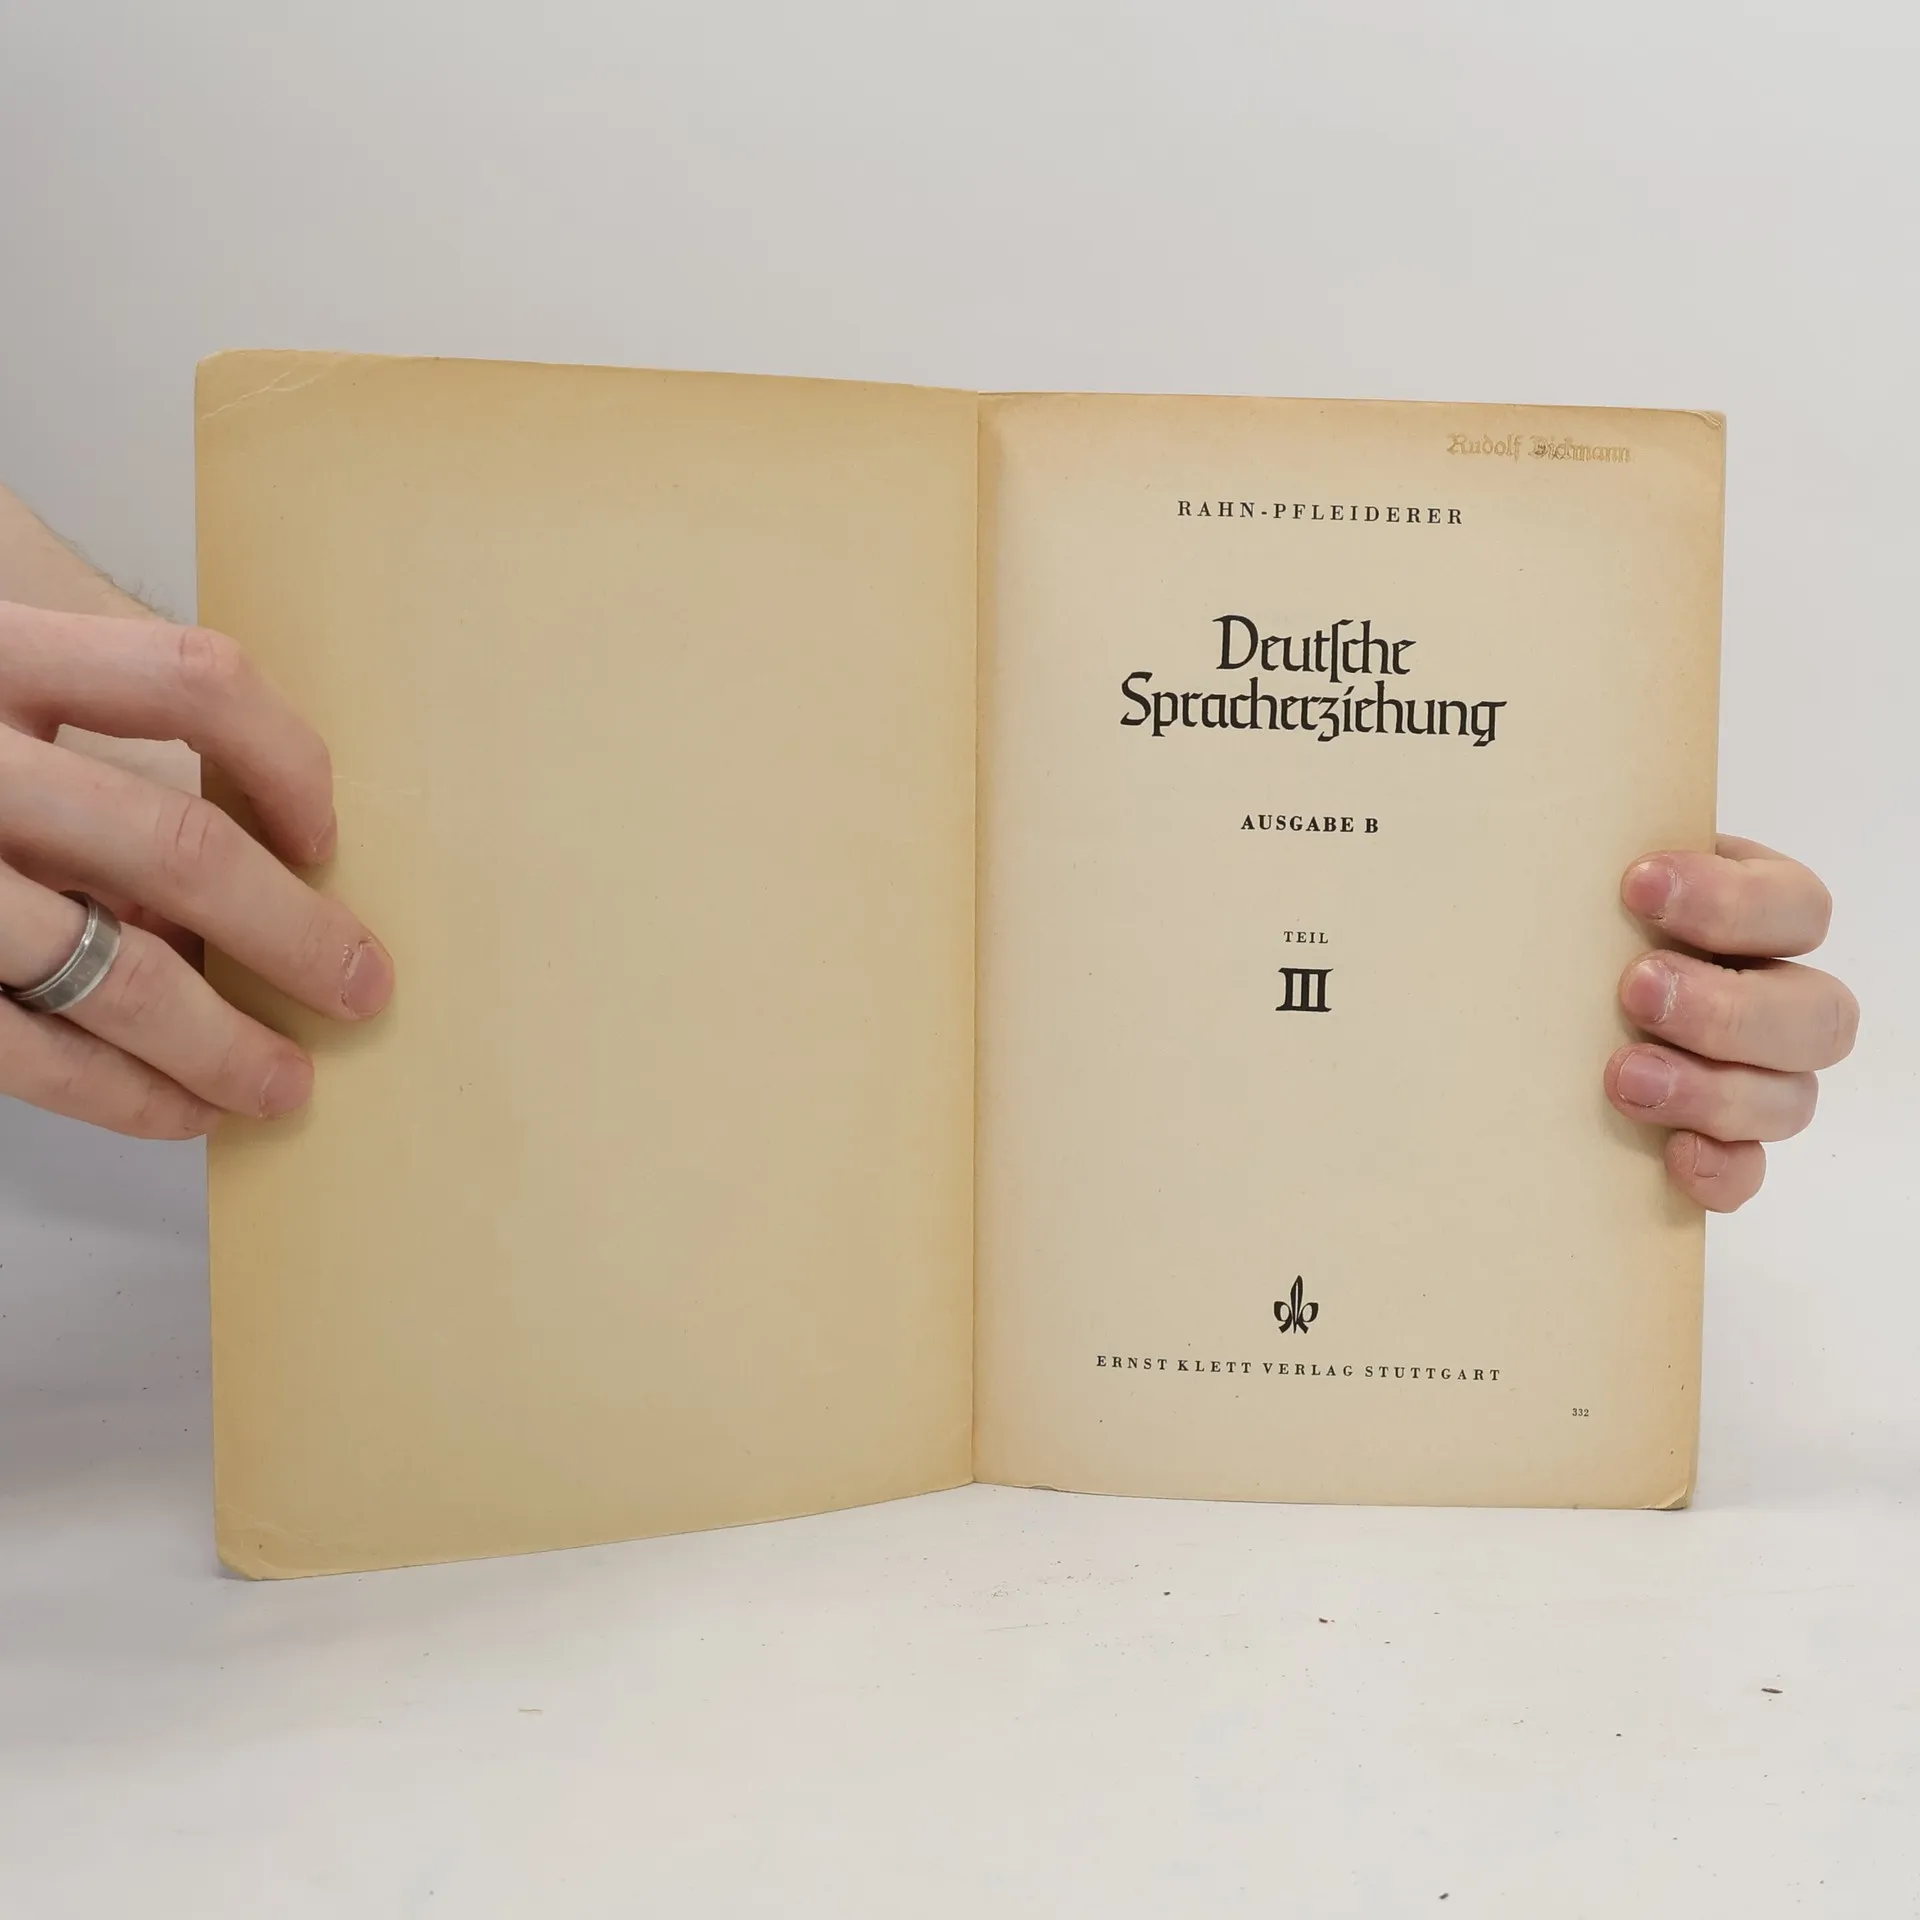 Rudolf
RAHN-PFLEIDERER
Deutſche
Spracherziehung
AUSGABE B
TEIL
III
ERNST KLETT VERLAG STUTTGART
332